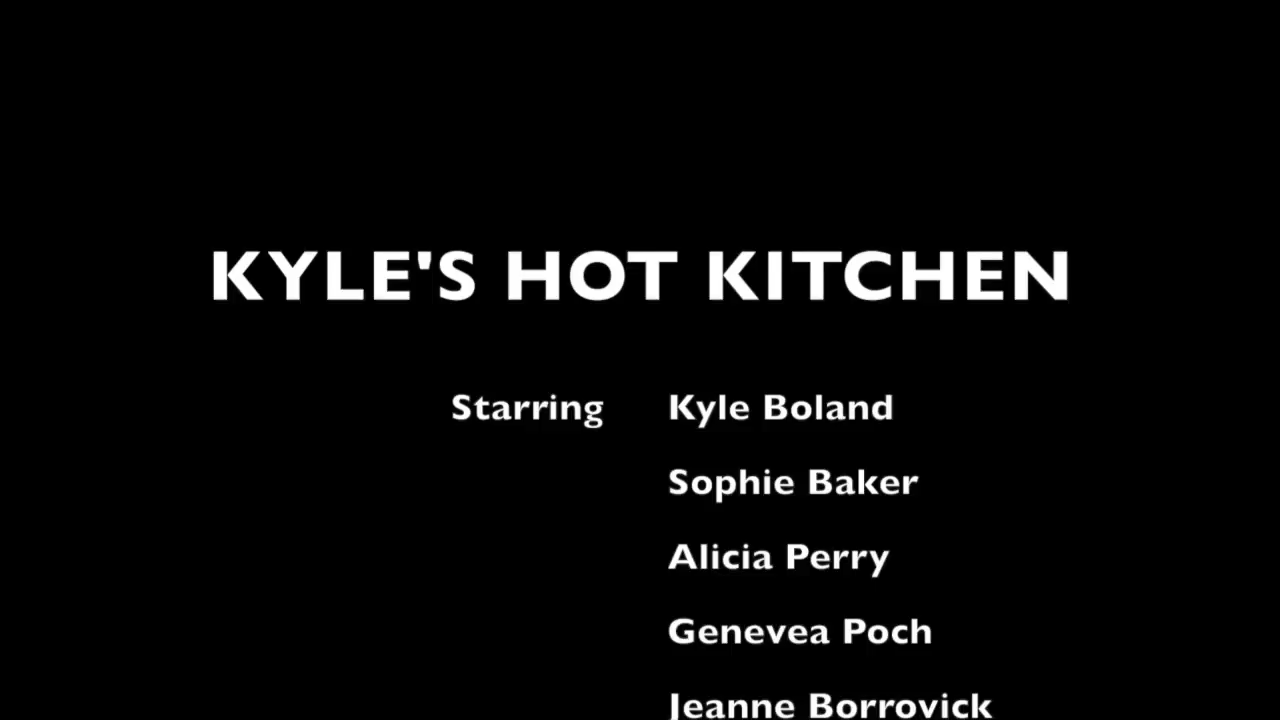 KYLE'S HOT KITCHEN
Starring Kyle Boland
Sophie Baker
Alicia Perry
Genevea Poch
Jeanne Borrovick